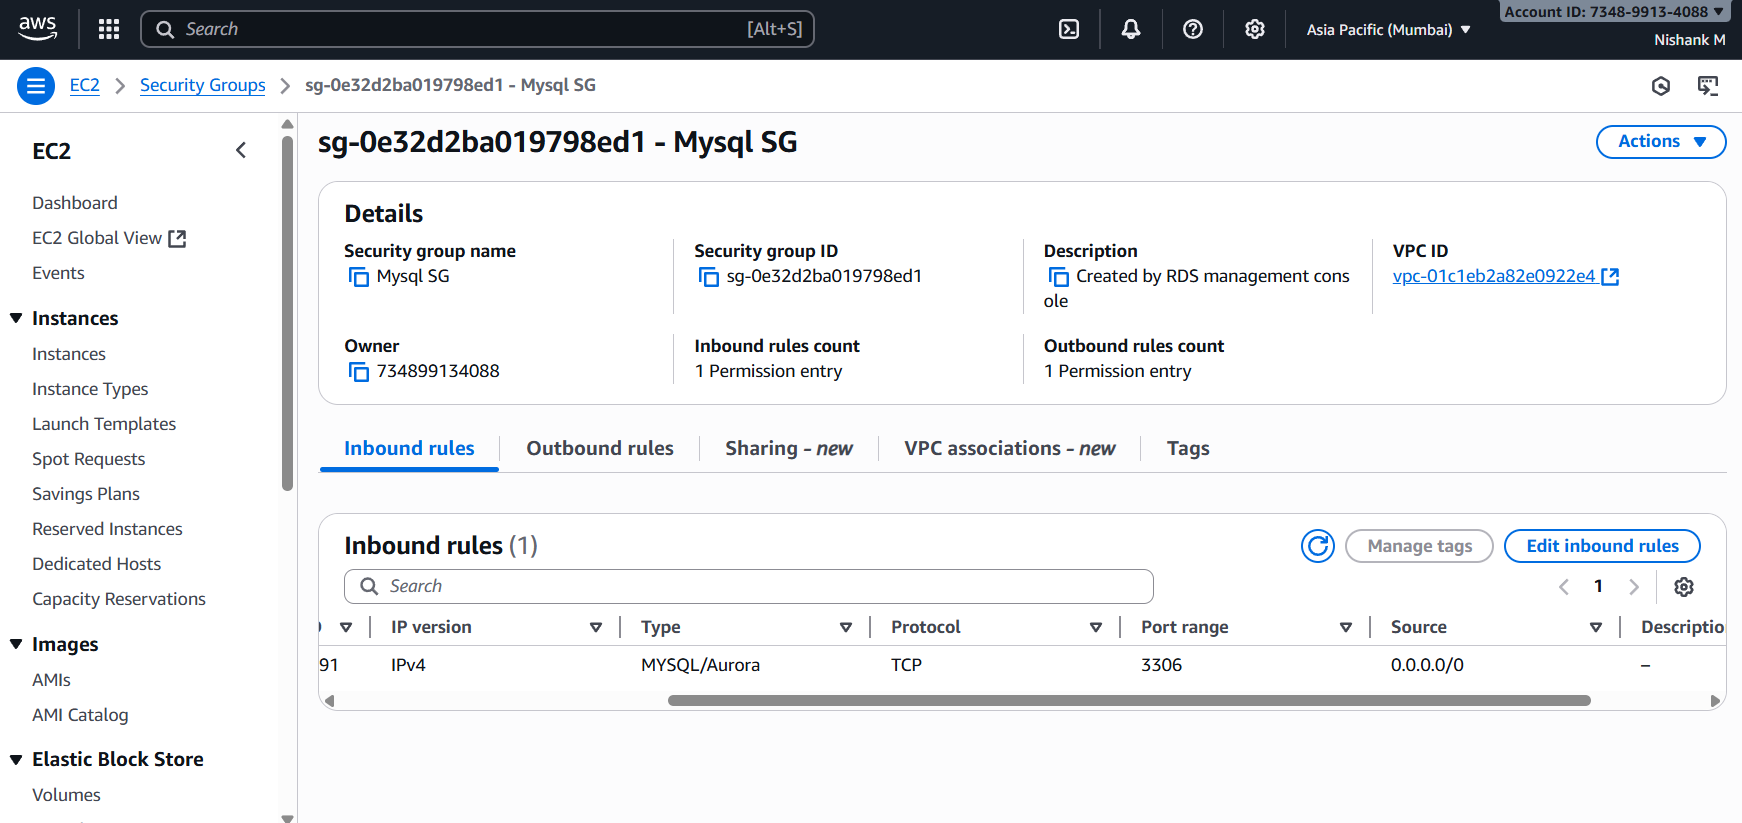 aws
Search
[Alt+S]
Asia Pacific (Mumbai)
Account ID: 7348-9913-4088
Nishank M
EC2
Security Groups
sg-0e32d2ba019798ed1 - Mysql SG
EC2
Dashboard
EC2 Global View
Events
Instances
Instances
Instance Types
Launch Templates
Spot Requests
Savings Plans
Reserved Instances
Dedicated Hosts
Capacity Reservations
Images
AMIs
AMI Catalog
Elastic Block Store
Volumes
sg-0e32d2ba019798ed1 - Mysql SG
Actions
Details
Security group name
Mysql SG
Security group ID
sg-0e32d2ba019798ed1
Description
Created by RDS management cons
ole
VPC ID
vpc-01c1eb2a82e0922e4
Owner
734899134088
Inbound rules count
1 Permission entry
Outbound rules count
1 Permission entry
Inbound rules
Outbound rules
Sharing - new
VPC associations - new
Tags
Inbound rules (1)
Manage tags
Edit inbound rules
Search
1
IP version
Type
Protocol
Port range
Source
Descriptio
91
IPv4
MYSQL/Aurora
TCP
3306
0.0.0.0/0
–